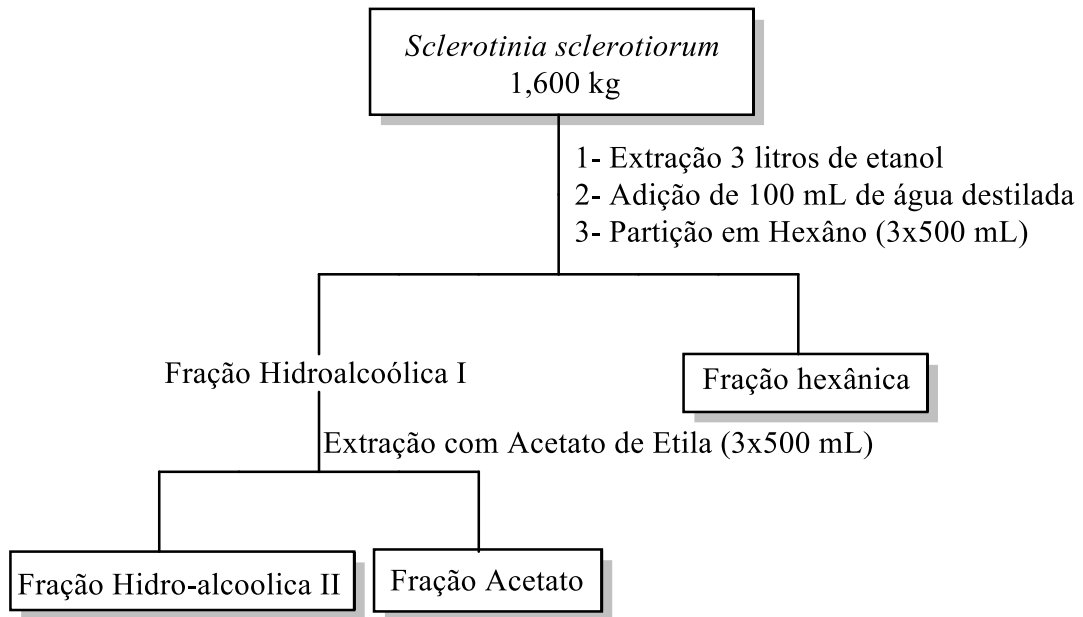 Sclerotinia sclerotiorum
1,600 kg
1- Extração 3 litros de etanol
2- Adição de 100 mL de água destilada
3- Partição em Hexâno (3x500 mL)
Fração Hidroalcoólica I
Fração hexânica
Extração com Acetato de Etila (3x500 mL)
Fração Hidro-alcoolica II
Fração Acetato